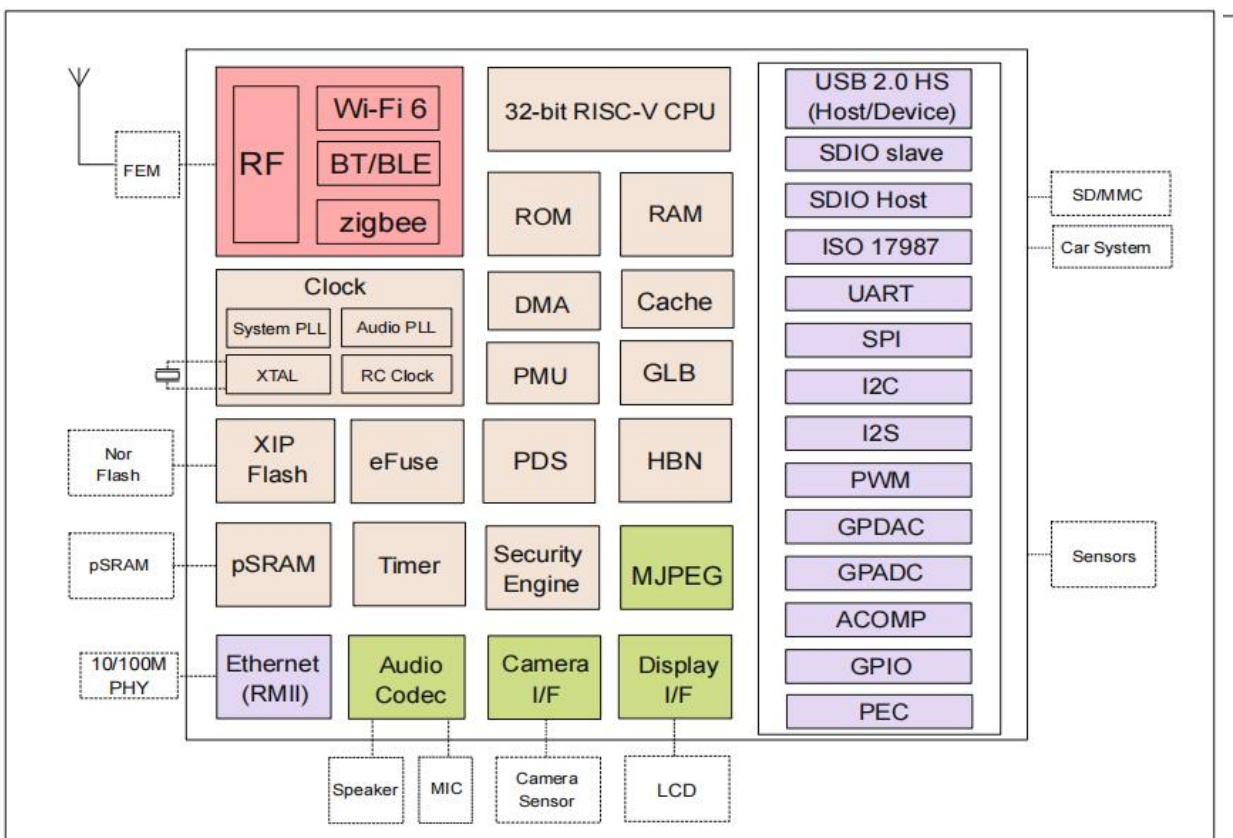 FEM
RF
Wi-Fi 6
BT/BLE
zigbee
32-bit RISC-V CPU
ROM
RAM
Clock
System PLL
Audio PLL
XTAL
RC Clock
DMA
Cache
PMU
GLB
Nor
Flash
XIP
Flash
eFuse
PDS
HBN
pSRAM
pSRAM
Timer
Security
Engine
MJPEG
10/100M
PHY
Ethernet
(RMII)
Audio
Codec
Camera
I/F
Display
I/F
Speaker
MIC
Camera
Sensor
LCD
USB 2.0 HS
(Host/Device)
SDIO slave
SDIO Host
ISO 17987
UART
SPI
I2C
I2S
PWM
GPDAC
GPADC
ACOMP
GPIO
PEC
SD/MMC
Car System
Sensors